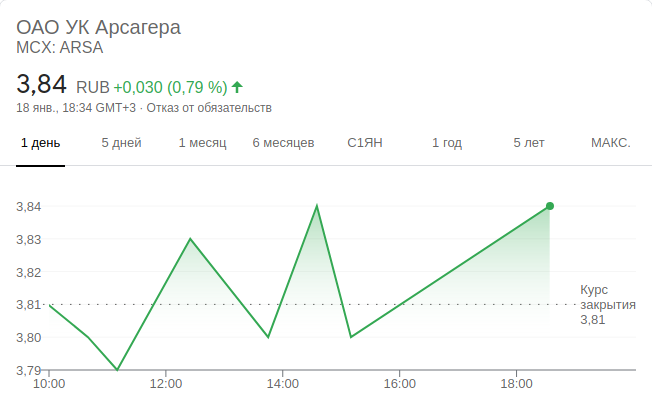 ОАО УК Арсагера
MCX: ARSA
3,84 RUB +0,030 (0,79 %)
18 янв., 18:34 GMT+3 · Отказ от обязательств
1 день 5 дней 1 месяц 6 месяцев С1ЯН 1 год 5 лет МАКС.
3,84
3,83
3,82
3,81
3,80
3,79
Курс
закрытия
3,81
10:00 12:00 14:00 16:00 18:00